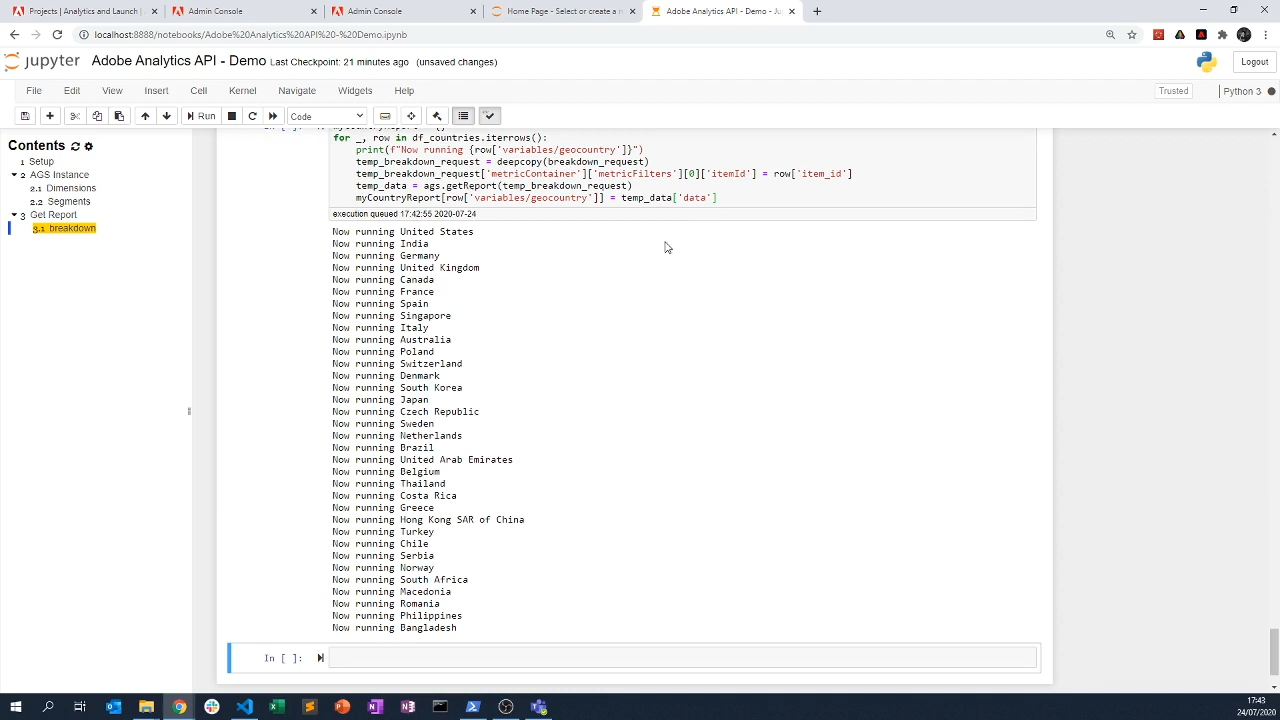 Projects | Analytics and Launch |
Admin Console
Admin Console
Home Page - Select or create a n
Adobe Analytics API - Demo - Ju
localhost:8888/notebooks/Adobe%20Analytics%20API%20-%20Demo.ipynb
jupyter Adobe Analytics API - Demo Last Checkpoint: 21 minutes ago (unsaved changes)
Logout
File Edit View Insert Cell Kernel Navigate Widgets Help
Trusted
Python 3
Run
Code
Contents
1 Setup
2 AGS Instance
2.1 Dimensions
2.2 Segments
3 Get Report
3.1 breakdown
for _, row in df_countries.iterrows():
print(f"Now running {row['variables/geocountry']}")
temp_breakdown_request = deepcopy(breakdown_request)
temp_breakdown_request['metricContainer']['metricFilters'][0]['itemId'] = row['item_id']
temp_data = ags.getReport(temp_breakdown_request)
myCountryReport[row['variables/geocountry']] = temp_data['data']
execution queued 17:42:55 2020-07-24
Now running United States
Now running India
Now running Germany
Now running United Kingdom
Now running Canada
Now running France
Now running Spain
Now running Singapore
Now running Italy
Now running Australia
Now running Poland
Now running Switzerland
Now running Denmark
Now running South Korea
Now running Japan
Now running Czech Republic
Now running Sweden
Now running Netherlands
Now running Brazil
Now running United Arab Emirates
Now running Belgium
Now running Thailand
Now running Costa Rica
Now running Greece
Now running Hong Kong SAR of China
Now running Turkey
Now running Chile
Now running Serbia
Now running Norway
Now running South Africa
Now running Macedonia
Now running Romania
Now running Philippines
Now running Bangladesh
In [ ]:
17:43
24/07/2020